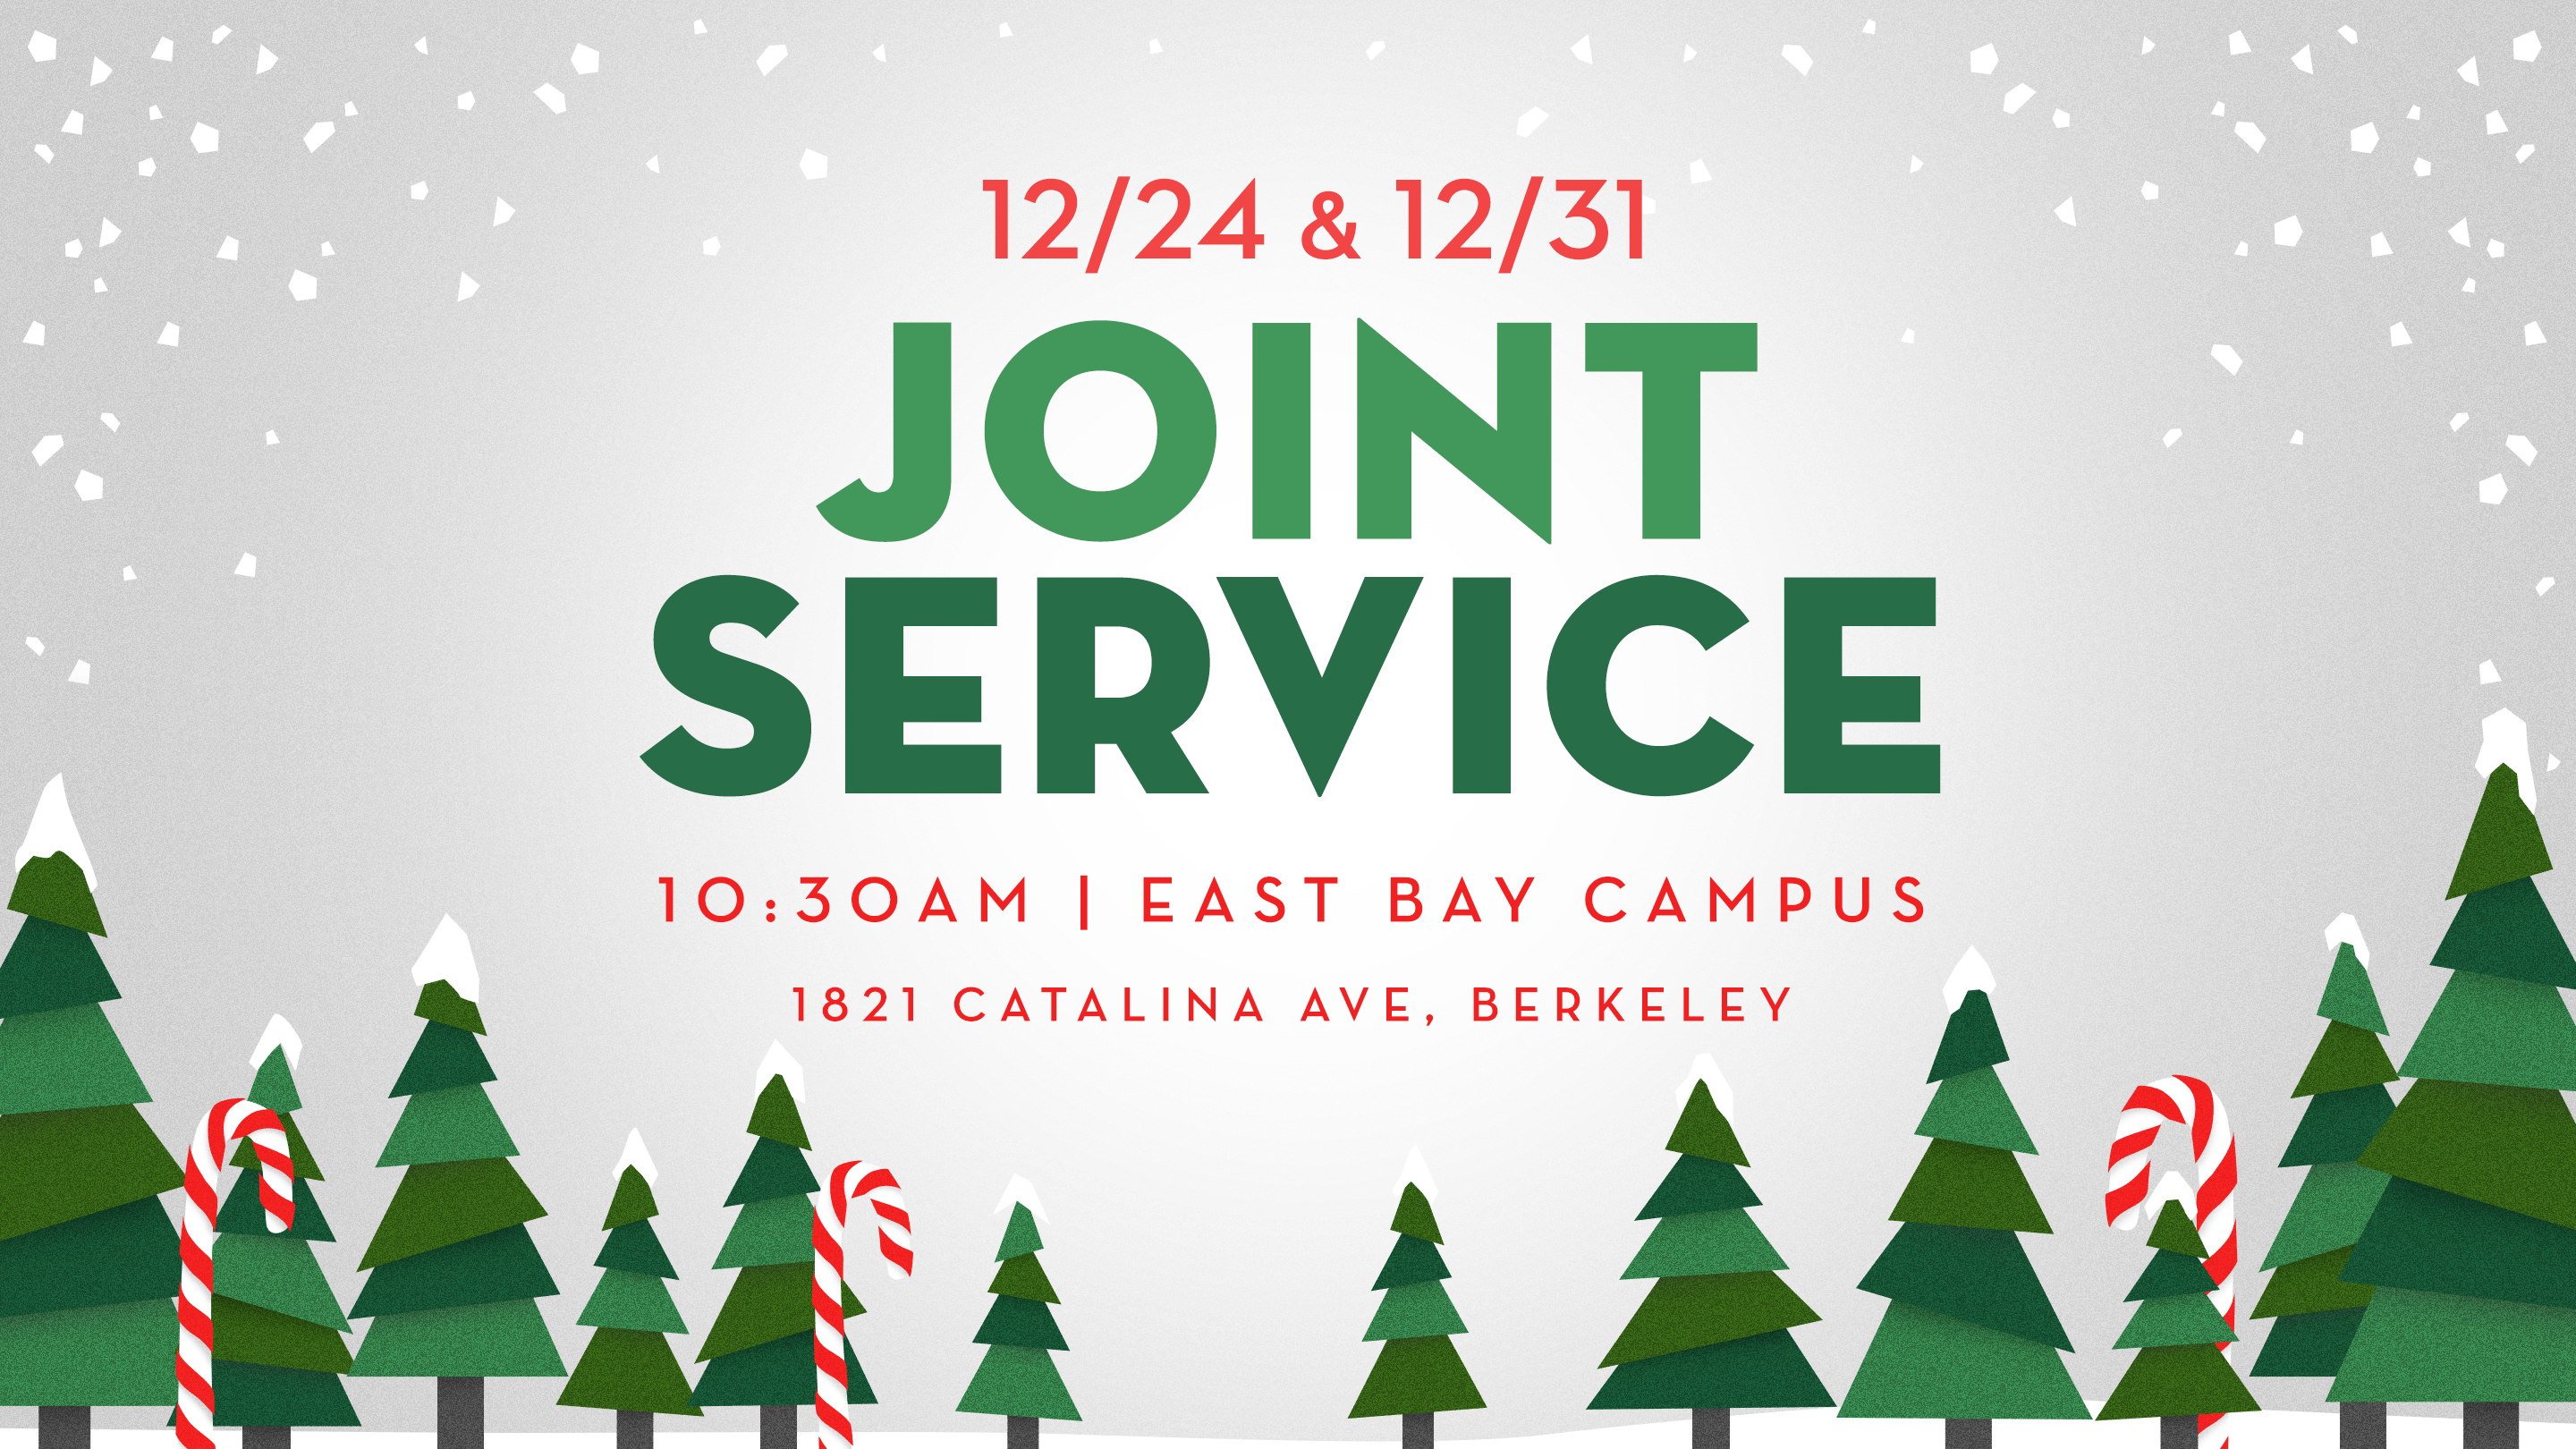 12/24 & 12/31
JOINT
SERVICE
10:30AM | EAST BAY CAMPUS
1821 CATALINA AVE, BERKELEY